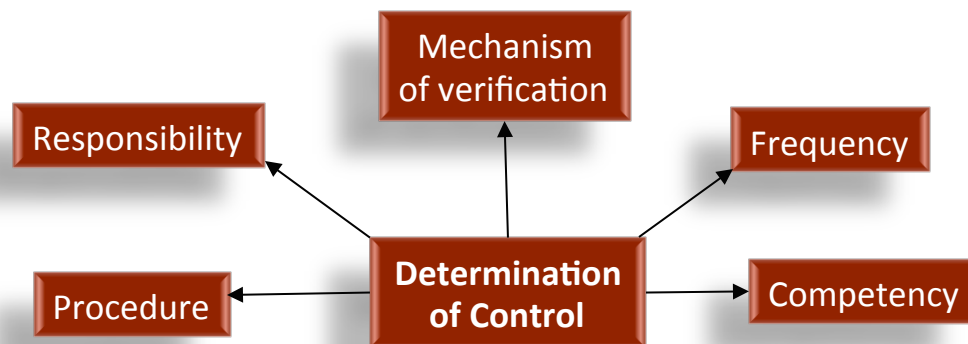 Mechanism
of verification
Responsibility
Frequency
Determination
of Control
Procedure
Competency